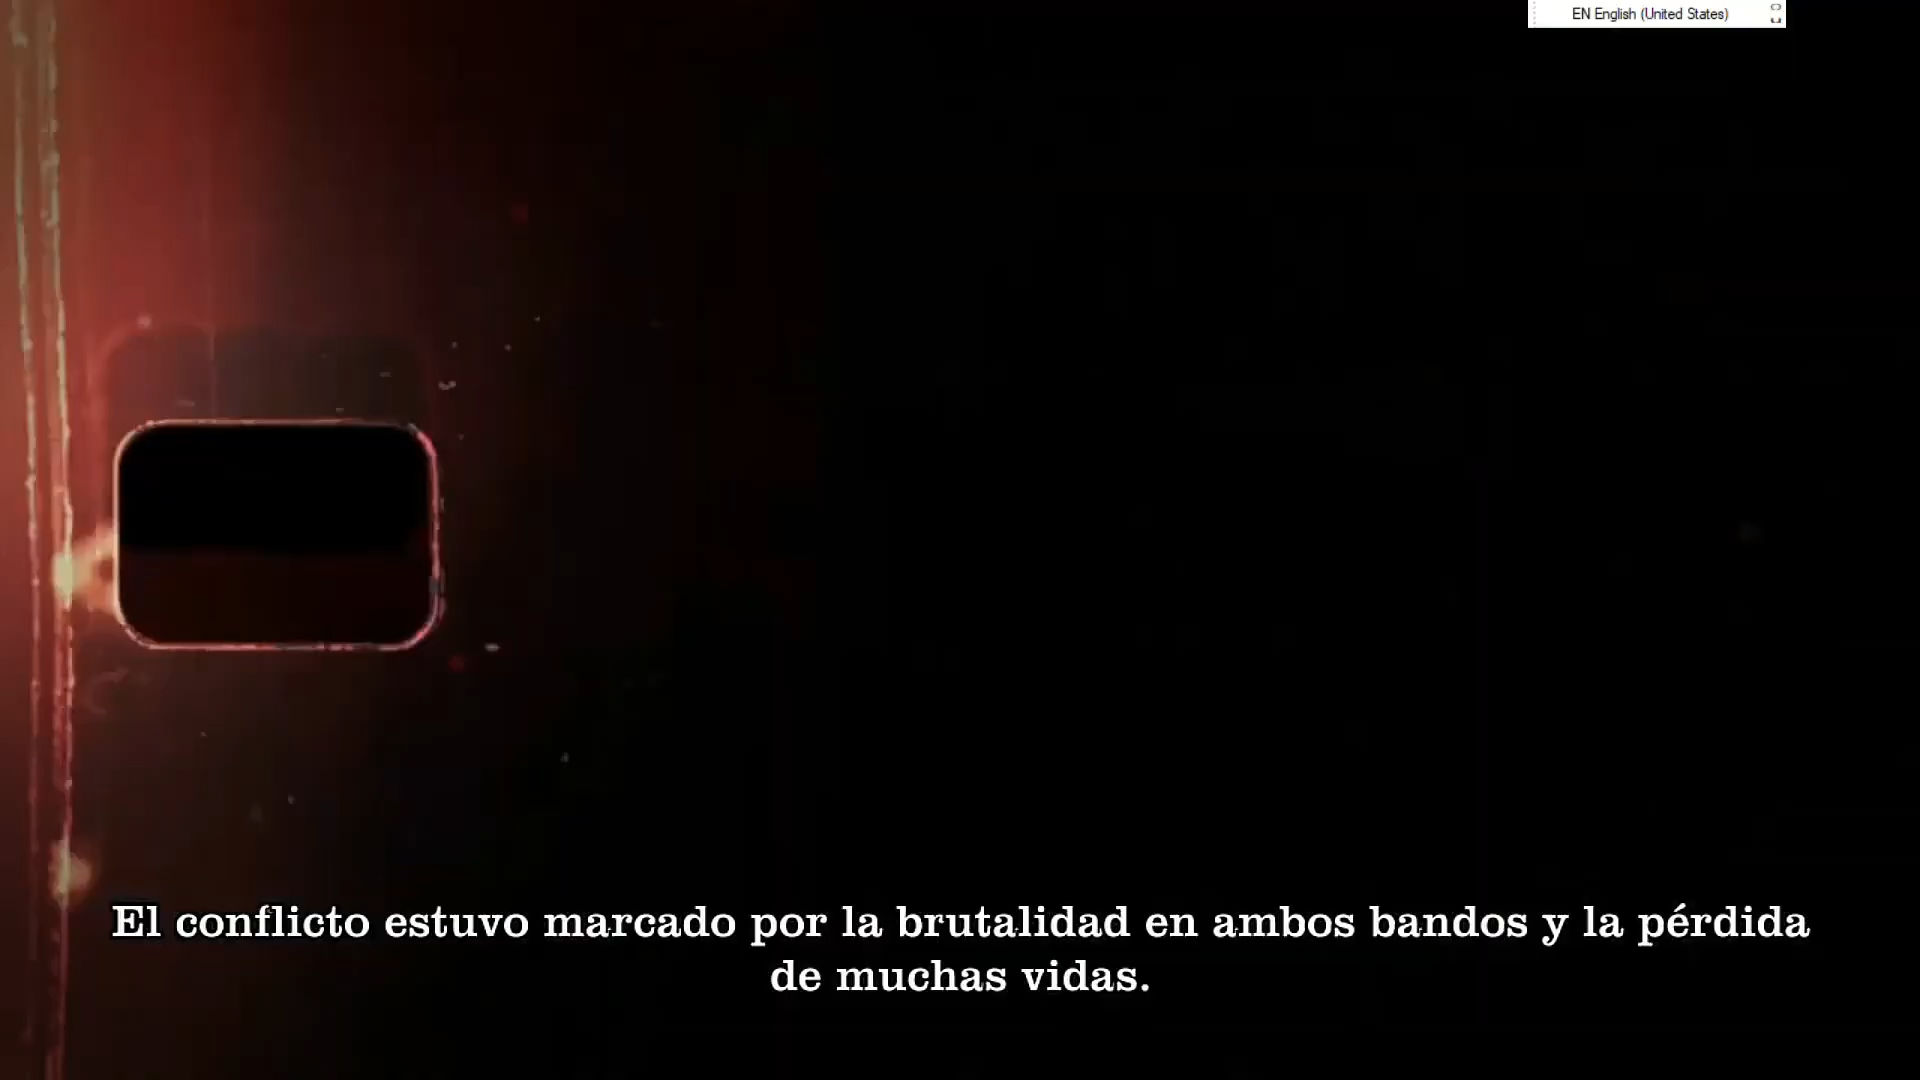 EN English (United States)
El conflicto estuvo marcado por la brutalidad en ambos bandos y la pérdida
de muchas vidas.